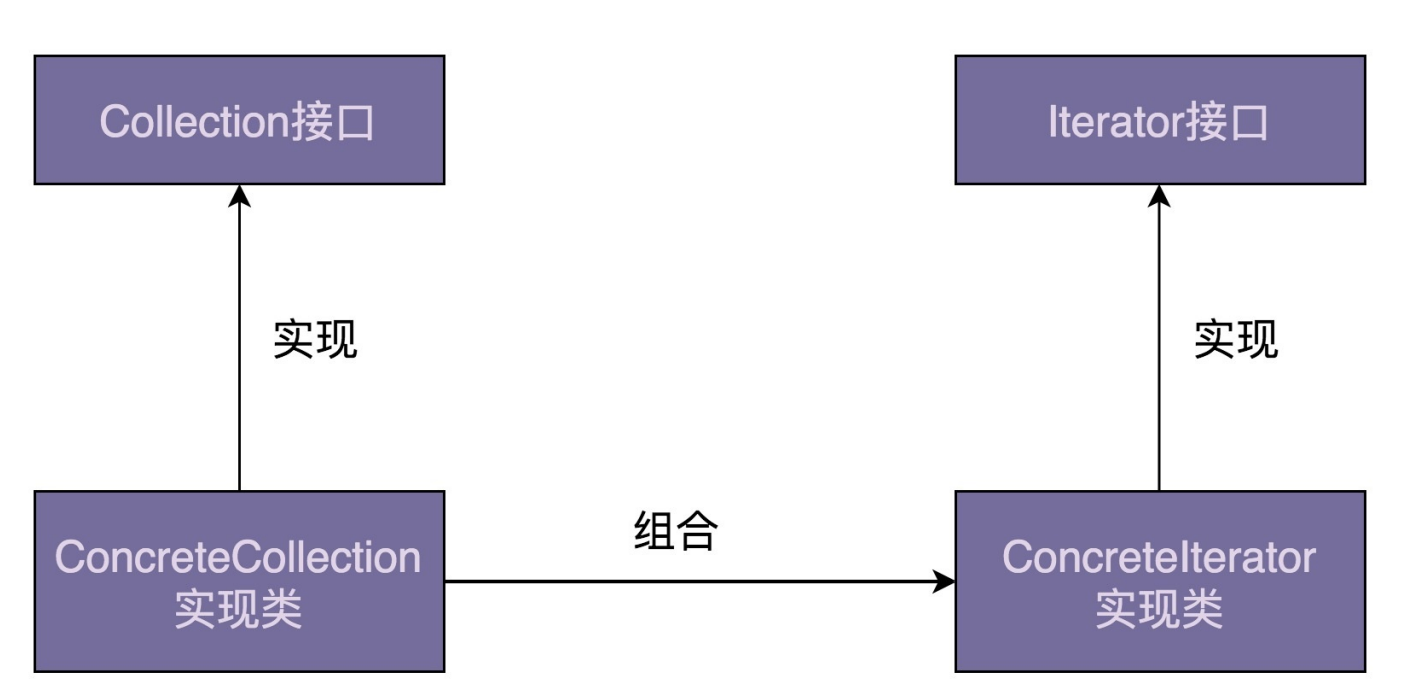 Collection接口
Iterator接口
实现
实现
组合
ConcreteCollection
实现类
ConcreteIterator
实现类